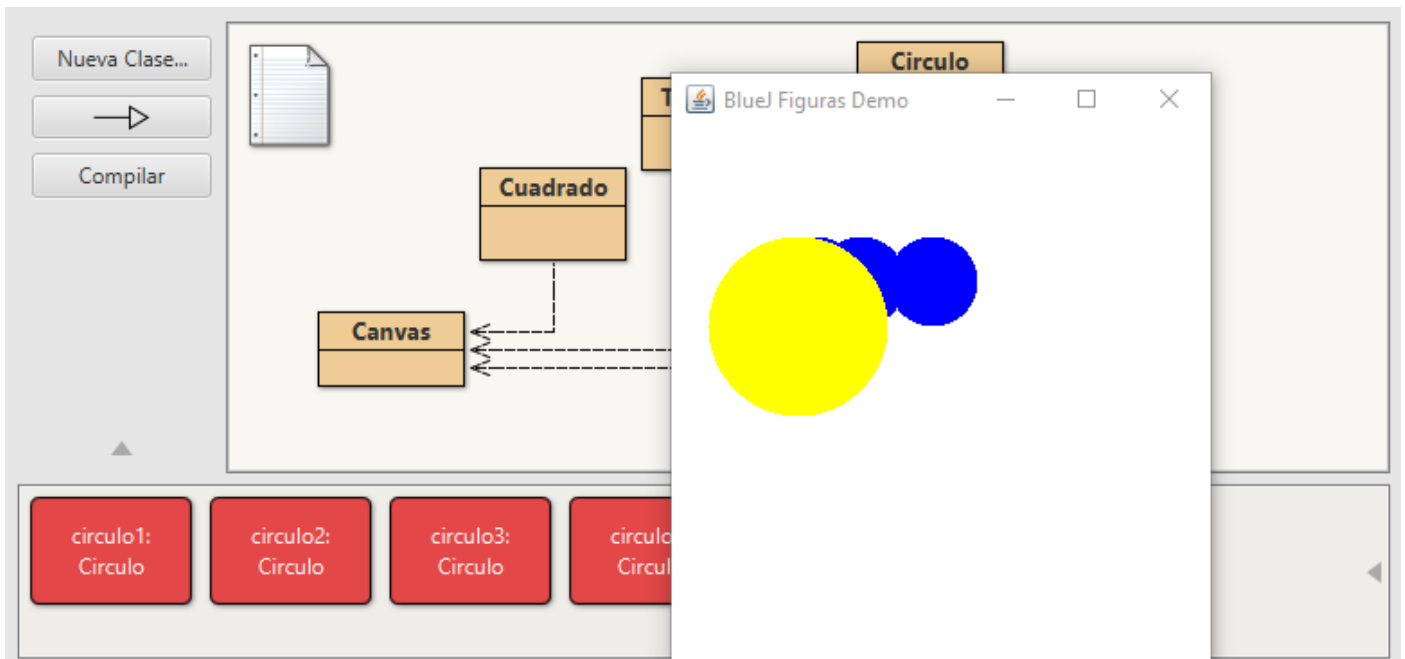 Nueva Clase...
Compilar
Circulo
T
BlueJ Figuras Demo
Cuadrado
Canvas
circulo1:
Circulo
circulo2:
Circulo
circulo3:
Circulo